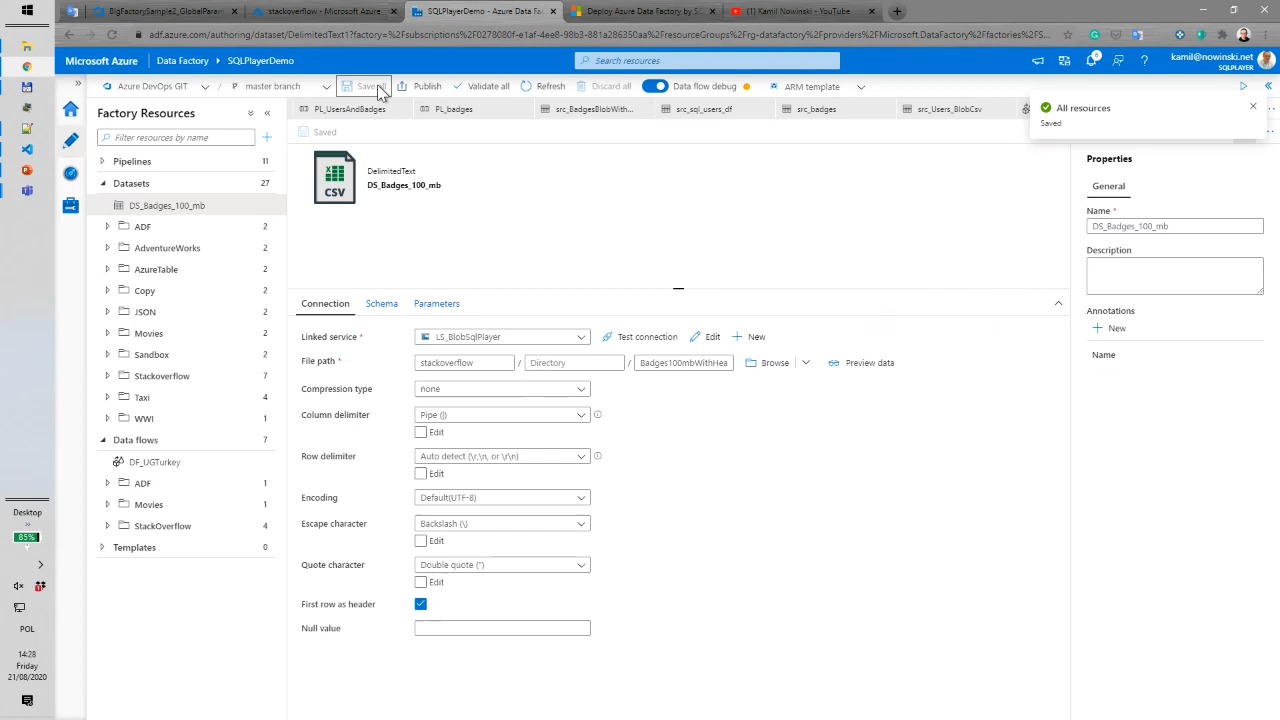 BigFactorySample2_GlobalParam
stackoverflow - Microsoft Azure
SQLPlayerDemo - Azure Data Fac
Deploy Azure Data Factory by SQ
(1) Kamil Nowinski - YouTube
adf.azure.com/authoring/dataset/DelimitedText1?factory=%2Fsubscriptions%2F0278080f-e1af-4ee8-98b3-881a286350aa%2FresourceGroups%2Frg-datafactory%2Fproviders%2FMicrosoft.DataFactory%2Ffactories%2FS...
Microsoft Azure
Data Factory
SQLPlayerDemo
Search resources
8
kamil@nowinski.net
SQLPLAYER
Azure DevOps GIT
master branch
Save all
Publish
Validate all
Refresh
Discard all
Data flow debug
ARM template
Factory Resources
PL_UsersAndBadges
PL_badges
src_BadgesBlobWith...
src_sql_users_df
src_badges
src_Users_BlobCsv
All resources
Saved
Filter resources by name
Saved
Pipelines 11
Datasets 27
DS_Badges_100_mb
ADF 2
AdventureWorks 2
AzureTable 2
Copy 2
JSON 2
Movies 2
Sandbox 2
Stackoverflow 7
Taxi 4
WWI 1
Data flows 7
DF_UGTurkey
ADF 1
Movies 1
StackOverflow 4
Templates 0
CSV
DelimitedText
DS_Badges_100_mb
Connection
Schema
Parameters
Linked service *
LS_BlobSqlPlayer
Test connection
Edit
New
File path *
stackoverflow / Directory / Badges100mbWithHea
Browse
Preview data
Compression type
none
Column delimiter
Pipe (|)
Edit
Row delimiter
Auto detect (\r,\n, or \r\n)
Edit
Encoding
Default(UTF-8)
Escape character
Backslash (\)
Edit
Quote character
Double quote (")
Edit
First row as header
Null value
Properties
General
Name *
DS_Badges_100_mb
Description
Annotations
New
Name
Desktop
85%
POL
14:28
Friday
21/08/2020